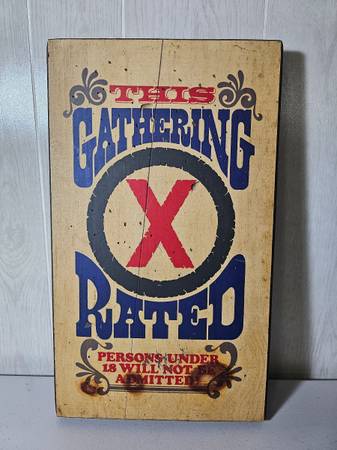 THIS
GATHERING
X
RATED
PERSONS UNDER
18 WILL NOT BE
ADMITTED!